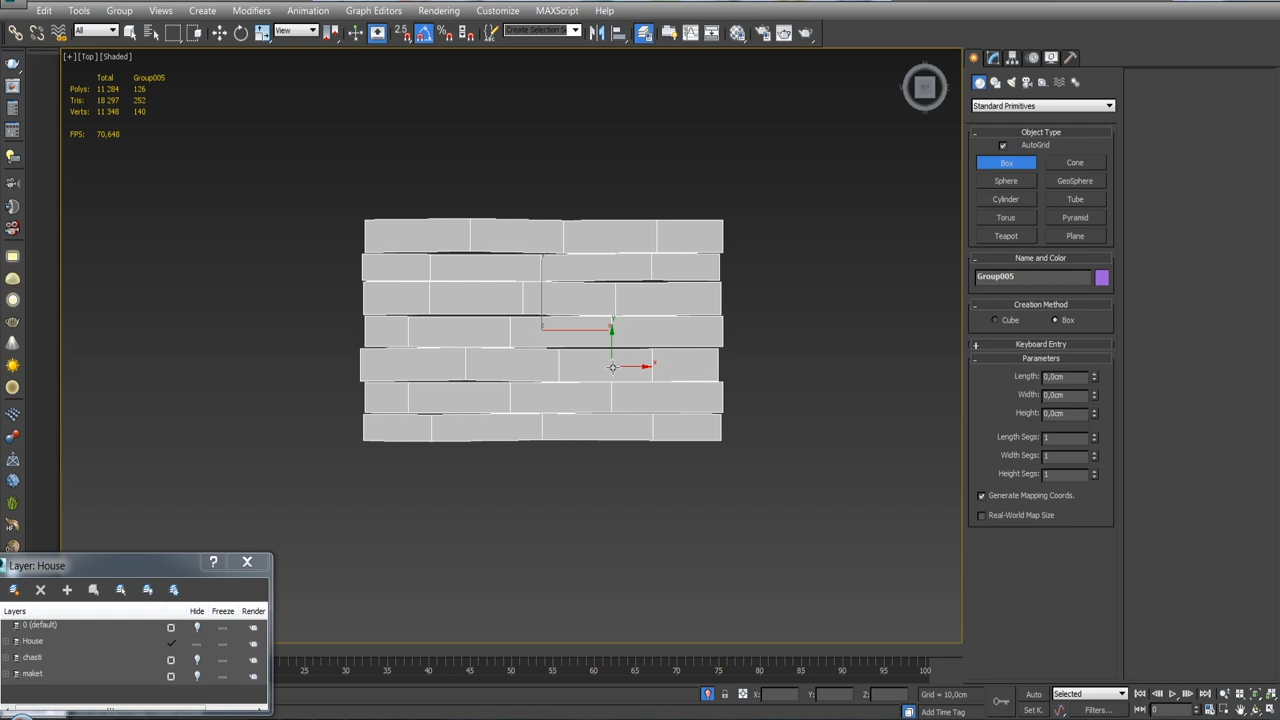 Edit Tools Group Views Create Modifiers Animation Graph Editors Rendering Customize MAXScript Help
All View 2.5 Create Selection Se
[+] [Top] [Shaded]
Total Group005
Polys: 11 284 126
Tris: 18 297 252
Verts: 11 348 140
FPS: 70,648
Standard Primitives
Object Type
AutoGrid
Box Cone
Sphere GeoSphere
Cylinder Tube
Torus Pyramid
Teapot Plane
Name and Color
Group005
Creation Method
Cube Box
Keyboard Entry
Parameters
Length: 0,0cm
Width: 0,0cm
Height: 0,0cm
Length Segs: 1
Width Segs: 1
Height Segs: 1
Generate Mapping Coords.
Real-World Map Size
x
Layer: House
Layers Hide Freeze Render
0 (default)
House
chasti
maket
25 30 35 40 45 50 55 60 65 70 75 80 85 90 95 100
X: Y: Z: Grid = 10,0cm Auto Selected
Add Time Tag Set K. Filters... 0